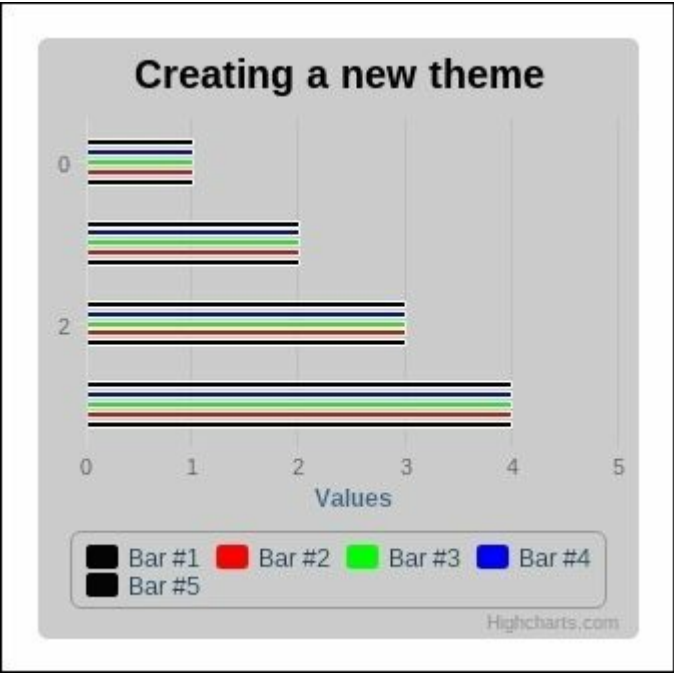 Creating a new theme
0
2
0 1 2 3 4 5
Values
Bar #1 Bar #2 Bar #3 Bar #4
Bar #5
Highcharts.com